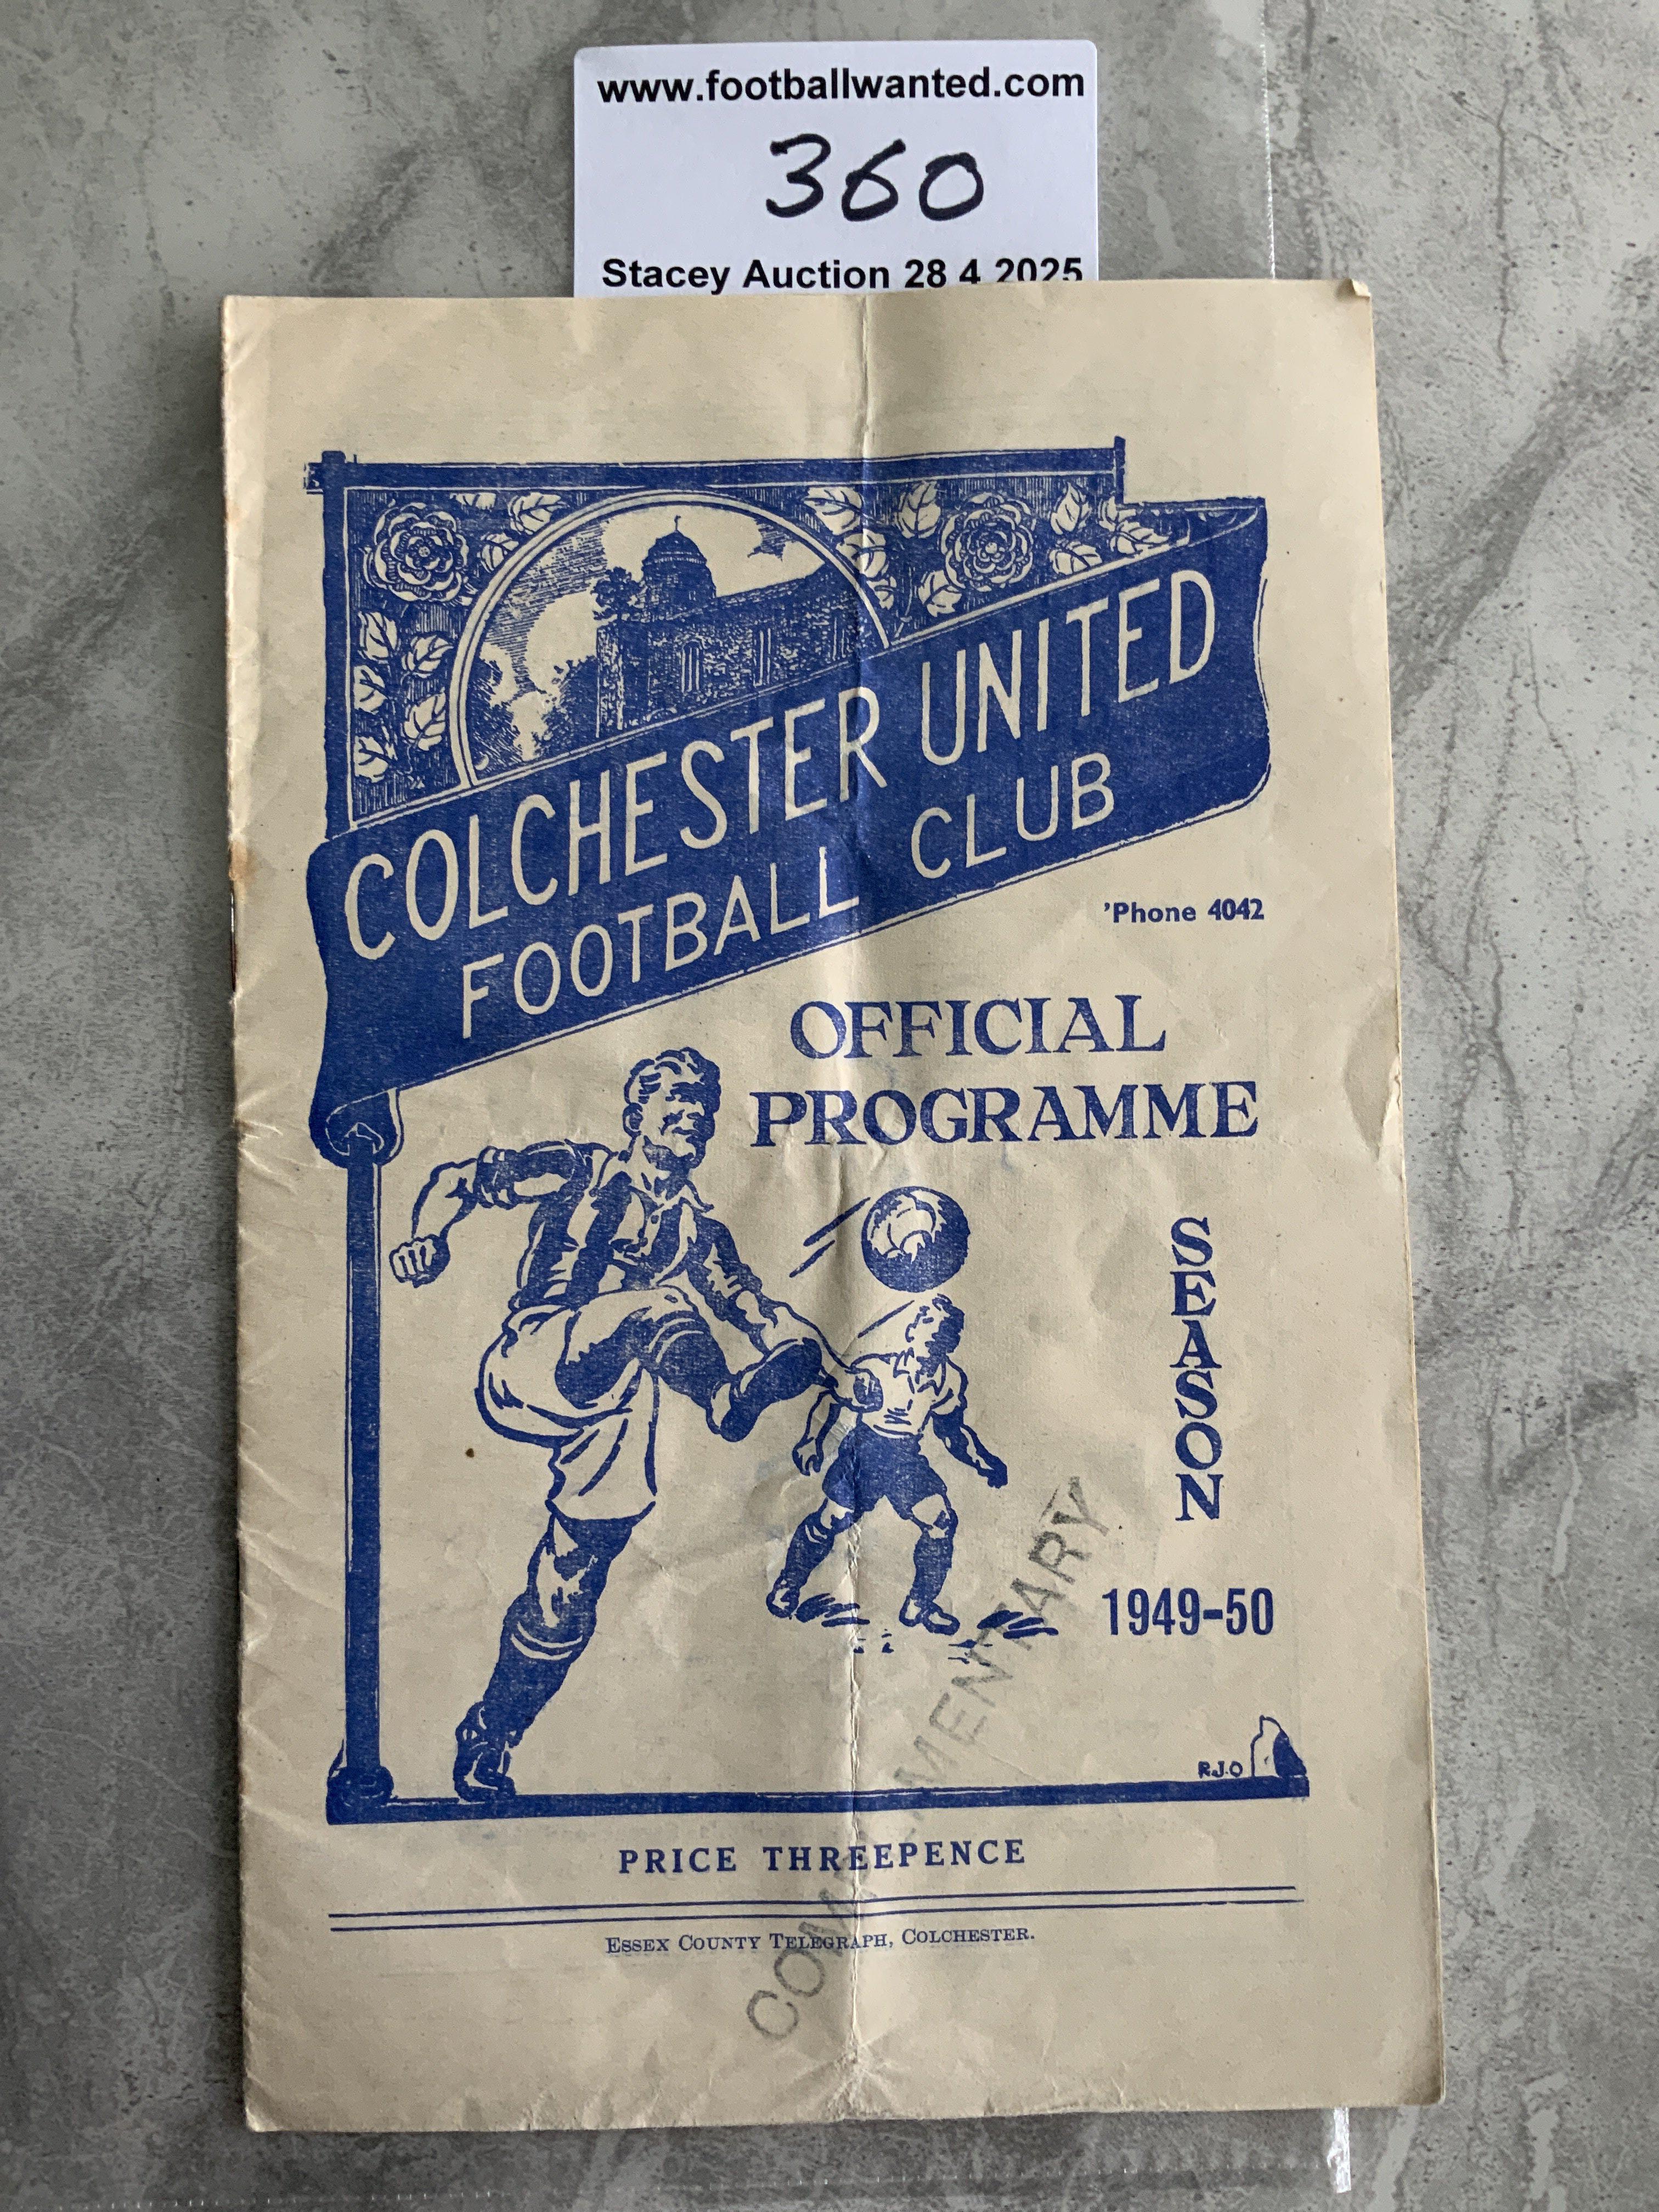 www.footballwanted.com
360
Stacey Auction 28 4 2025
COLCHESTER UNITED
FOOTBALL CLUB
'Phone 4042
OFFICIAL
PROGRAMME
SEASON
1949-50
R.J.O
COMPLIMENTARY
PRICE THREEPENCE
ESSEX COUNTY TELEGRAPH, COLCHESTER.